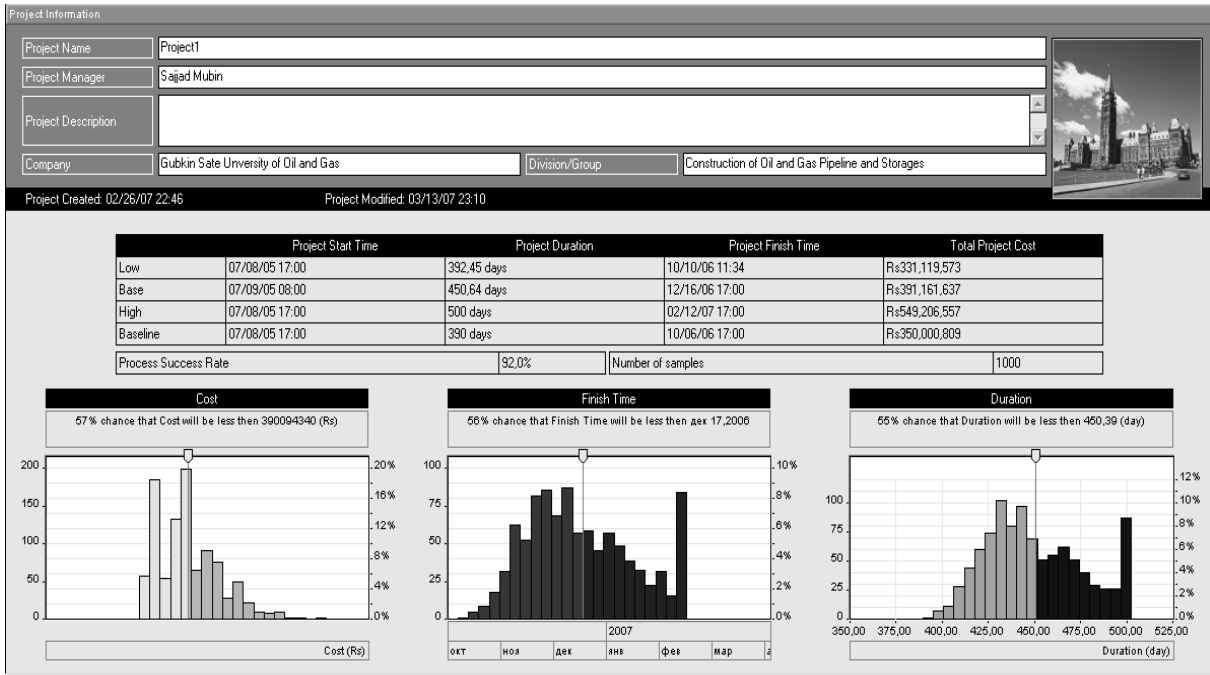 Project Information
Project Name Project1
Project Manager Sajjad Mubin
Project Description
Company Gubkin Sate Unversity of Oil and Gas Division/Group Construction of Oil and Gas Pipeline and Storages
Project Created: 02/26/07 22:46 Project Modified: 03/13/07 23:10
Project Start Time Project Duration Project Finish Time Total Project Cost
Low 07/08/05 17:00 392,45 days 10/10/06 11:34 Rs331,119,573
Base 07/09/05 08:00 450,64 days 12/16/06 17:00 Rs391,161,637
High 07/08/05 17:00 500 days 02/12/07 17:00 Rs549,206,557
Baseline 07/08/05 17:00 390 days 10/06/06 17:00 Rs350,000,809
Process Success Rate 92,0% Number of samples 1000
Cost
57% chance that Cost will be less then 390094340 (Rs)
200 20%
16%
150
12%
100
8%
50 4%
0 0%
Cost (Rs)
Finish Time
56% chance that Finish Time will be less then дек 17,2006
100 10%
75 8%
6%
50
4%
25 2%
0 0%
2007
окт ноя дек янв фев мар а
Duration
55% chance that Duration will be less then 450,39 (day)
12%
100 10%
75 8%
6%
50
4%
25 2%
0 0%
350,00 375,00 400,00 425,00 450,00 475,00 500,00 525,00
Duration (day)